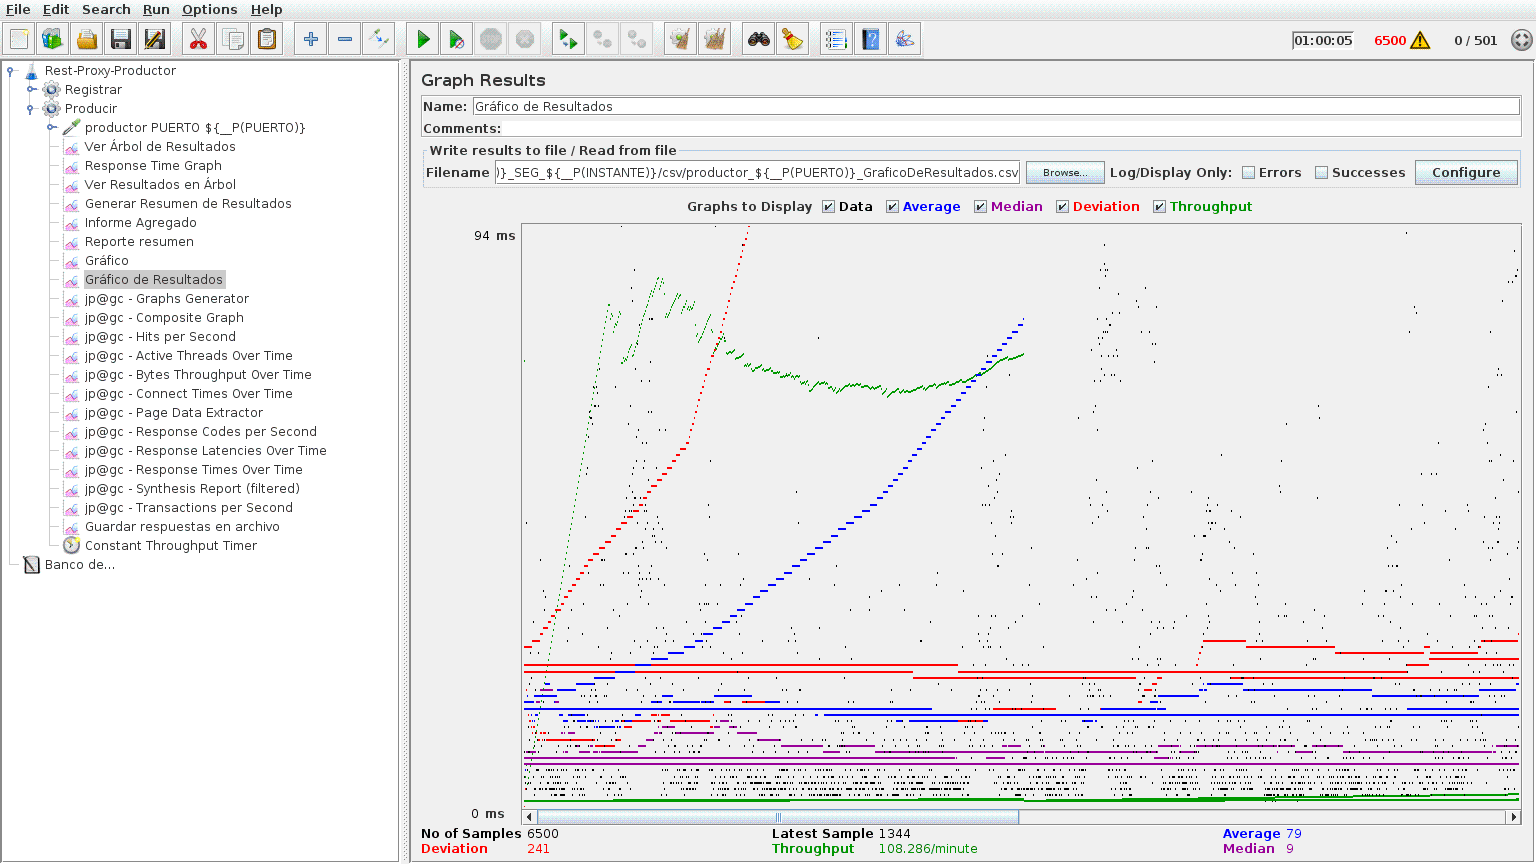 File Edit Search Run Options Help
01:00:05 6500 0 / 501
Rest-Proxy-Productor
Registrar
Producir
productor PUERTO ${__P(PUERTO)}
Ver Árbol de Resultados
Response Time Graph
Ver Resultados en Árbol
Generar Resumen de Resultados
Informe Agregado
Reporte resumen
Gráfico
Gráfico de Resultados
jp@gc - Graphs Generator
jp@gc - Composite Graph
jp@gc - Hits per Second
jp@gc - Active Threads Over Time
jp@gc - Bytes Throughput Over Time
jp@gc - Connect Times Over Time
jp@gc - Page Data Extractor
jp@gc - Response Codes per Second
jp@gc - Response Latencies Over Time
jp@gc - Response Times Over Time
jp@gc - Synthesis Report (filtered)
jp@gc - Transactions per Second
Guardar respuestas en archivo
Constant Throughput Timer
Banco de...
Graph Results
Name: Gráfico de Resultados
Comments:
Write results to file / Read from file
Filename )}_SEG_${__P(INSTANTE)}/csv/productor_${__P(PUERTO)}_GraficoDeResultados.csv Browse... Log/Display Only: Errors Successes Configure
Graphs to Display Data Average Median Deviation Throughput
94 ms
0 ms
No of Samples 6500 Latest Sample 1344 Average 79
Deviation 241 Throughput 108.286/minute Median 9